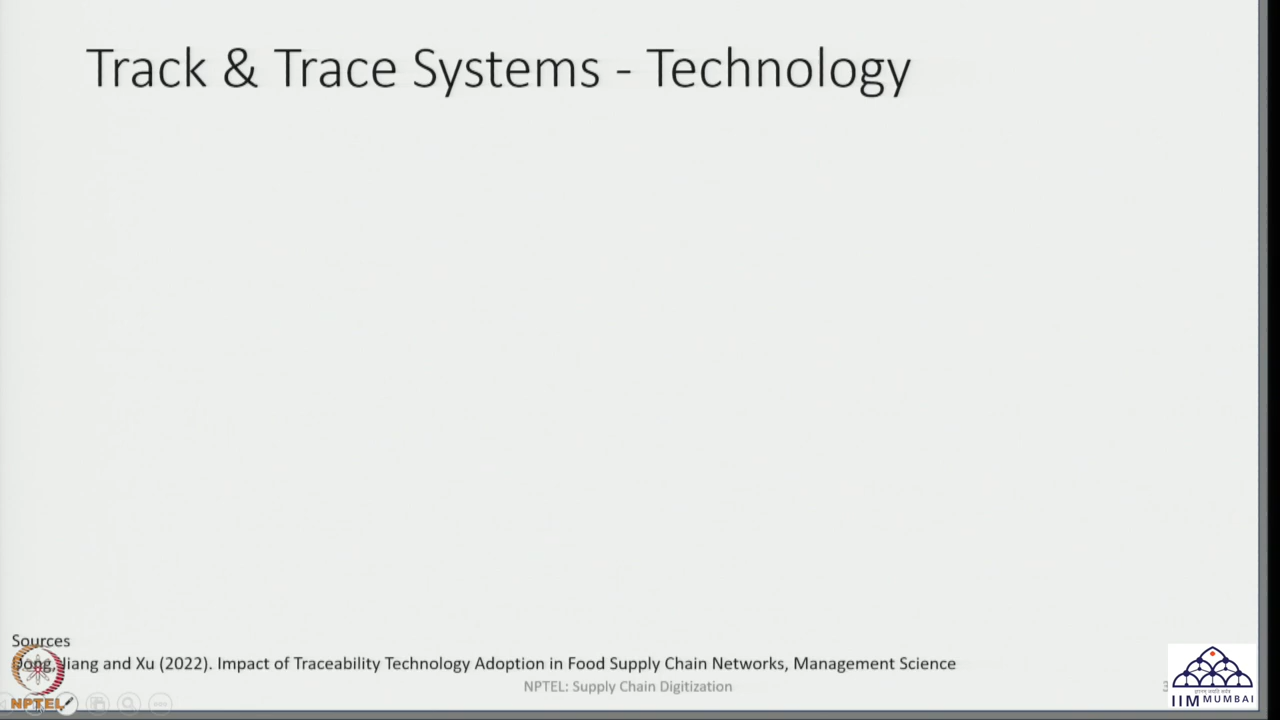 Track & Trace Systems - Technology
Sources
Dong, Jiang and Xu (2022). Impact of Traceability Technology Adoption in Food Supply Chain Networks, Management Science
NPTEL: Supply Chain Digitization
NPTEL
IIM MUMBAI